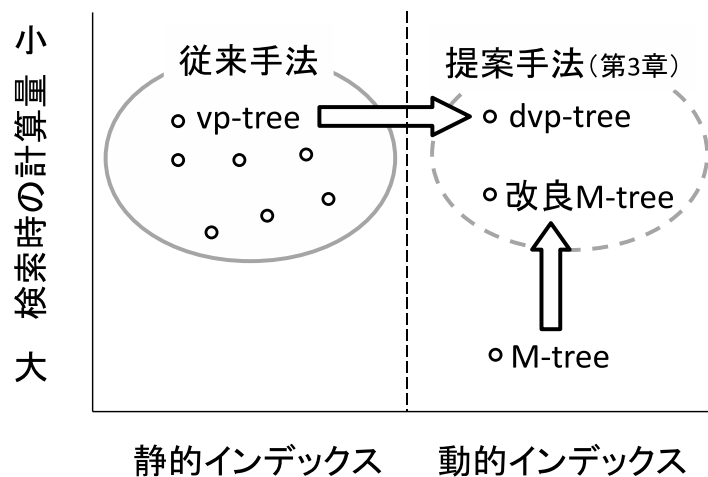 小 検索時の計算量 大
従来手法
提案手法(第3章)
vp-tree
dvp-tree
改良M-tree
M-tree
静的インデックス
動的インデックス